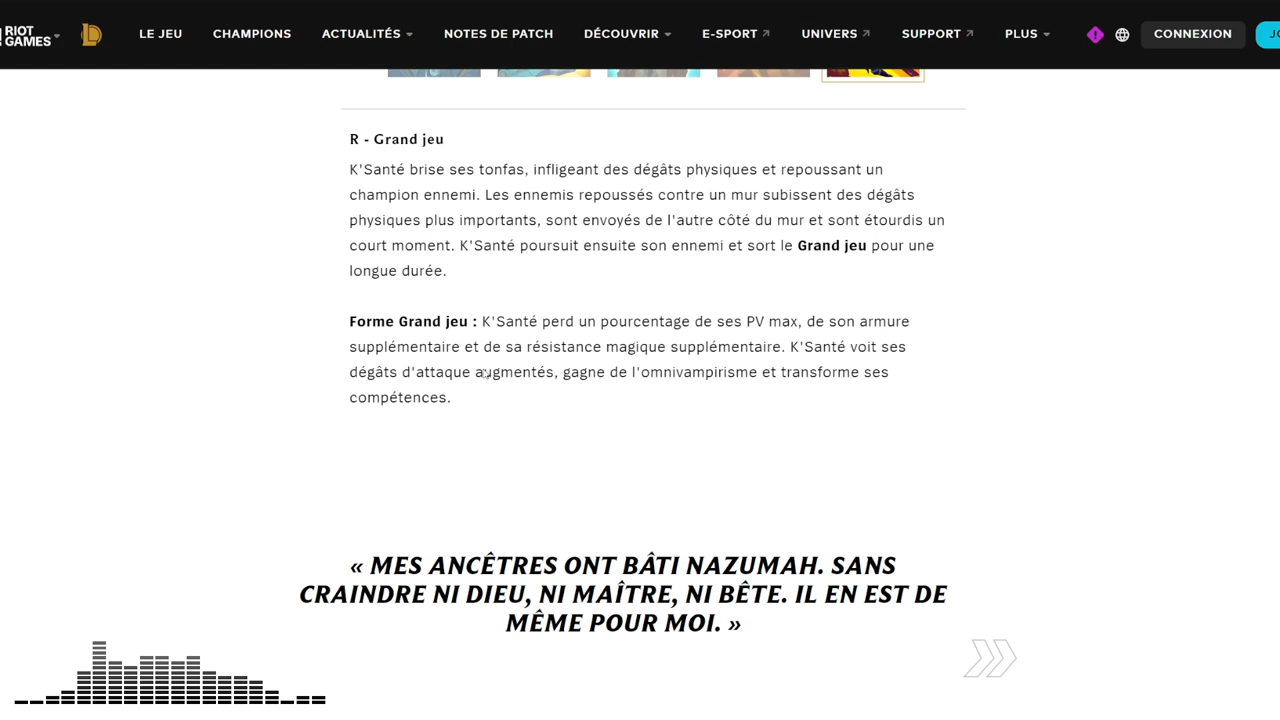 RIOT
GAMES
LE JEU
CHAMPIONS
ACTUALITÉS
NOTES DE PATCH
DÉCOUVRIR
E-SPORT
UNIVERS
SUPPORT
PLUS
CONNEXION
R - Grand jeu
K'Santé brise ses tonfas, infligeant des dégâts physiques et repoussant un
champion ennemi. Les ennemis repoussés contre un mur subissent des dégâts
physiques plus importants, sont envoyés de l'autre côté du mur et sont étourdis un
court moment. K'Santé poursuit ensuite son ennemi et sort le Grand jeu pour une
longue durée.
Forme Grand jeu : K'Santé perd un pourcentage de ses PV max, de son armure
supplémentaire et de sa résistance magique supplémentaire. K'Santé voit ses
dégâts d'attaque augmentés, gagne de l'omnivampirisme et transforme ses
compétences.
« MES ANCÊTRES ONT BÂTI NAZUMAH. SANS
CRAINDRE NI DIEU, NI MAÎTRE, NI BÊTE. IL EN EST DE
MÊME POUR MOI. »